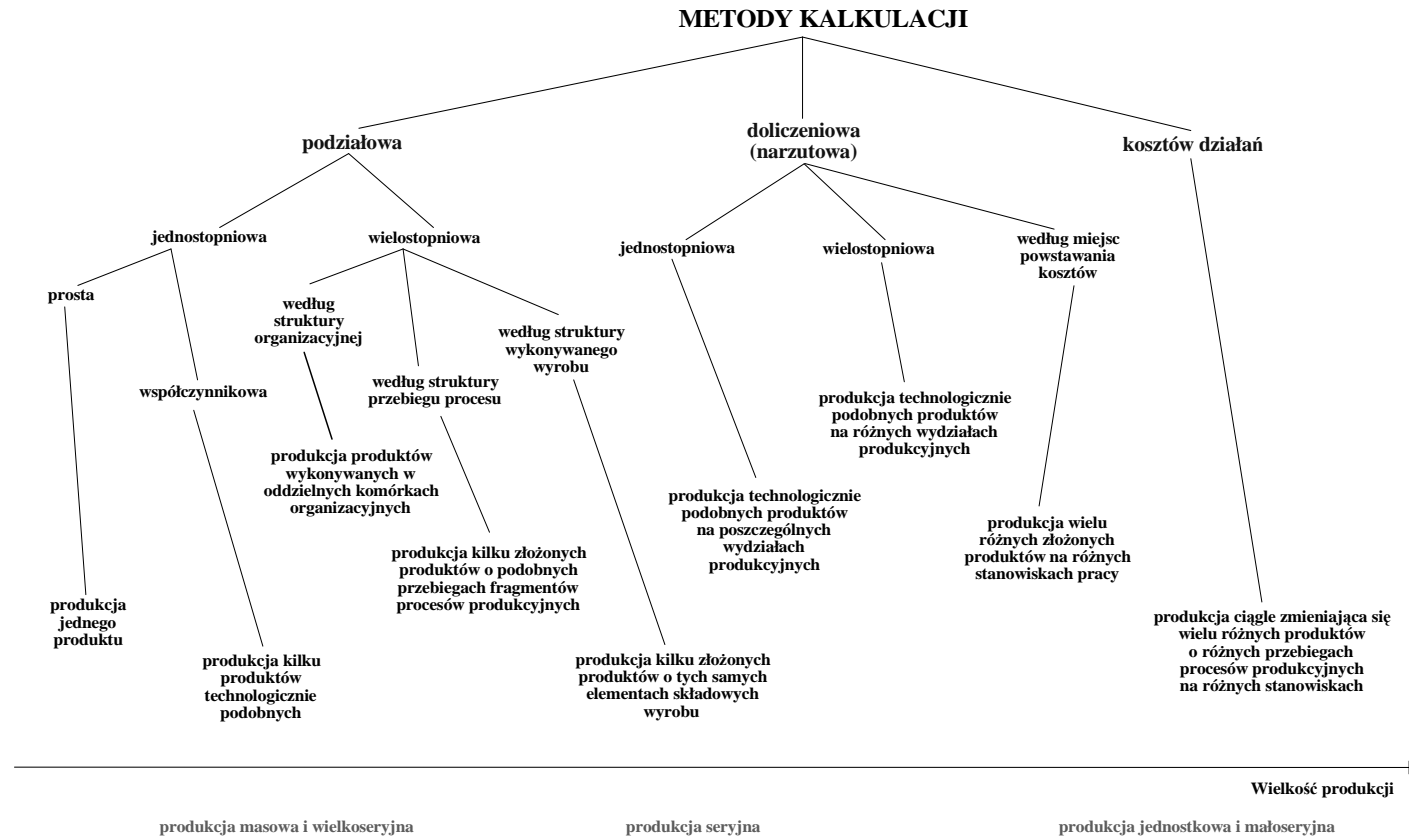 METODY KALKULACJI
podziałowa
doliczeniowa
(narzutowa)
kosztów działań
jednostopniowa
wielostopniowa
jednostopniowa
wielostopniowa
według miejsc
powstawania
kosztów
prosta
według
struktury
organizacyjnej
według struktury
wykonywanego
wyrobu
współczynnikowa
według struktury
przebiegu procesu
produkcja technologicznie
podobnych produktów
na różnych wydziałach
produkcyjnych
produkcja produktów
wykonywanych w
oddzielnych komórkach
organizacyjnych
produkcja technologicznie
podobnych produktów
na poszczególnych
wydziałach
produkcyjnych
produkcja wielu
różnych złożonych
produktów na różnych
stanowiskach pracy
produkcja kilku złożonych
produktów o podobnych
przebiegach fragmentów
procesów produkcyjnych
produkcja
jednego
produktu
produkcja ciągle zmieniająca się
wielu różnych produktów
o różnych przebiegach
procesów produkcyjnych
na różnych stanowiskach
produkcja kilku
produktów
technologicznie
podobnych
produkcja kilku złożonych
produktów o tych samych
elementach składowych
wyrobu
Wielkość produkcji
produkcja masowa i wielkoseryjna
produkcja seryjna
produkcja jednostkowa i małoseryjna